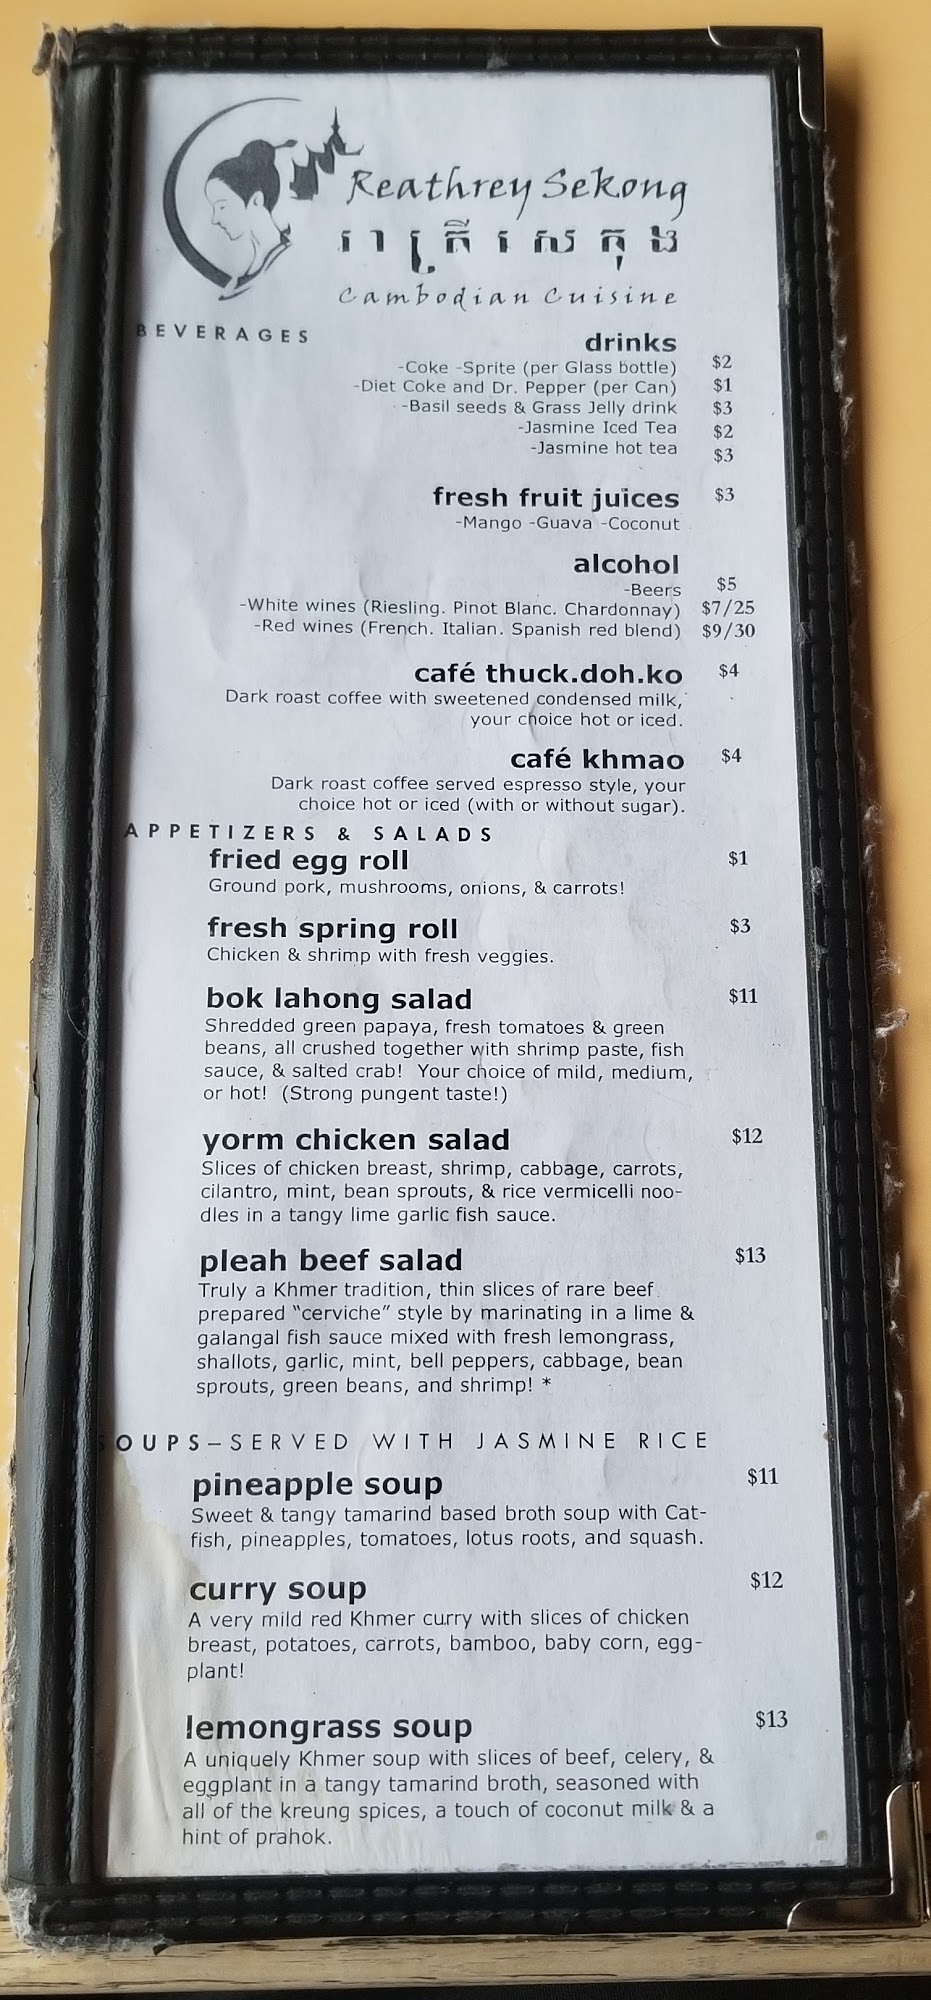 Reathrey Sekong
រាត្រីរសេកុង
Cambodian Cuisine
BEVERAGES
drinks
-Coke -Sprite (per Glass bottle) $2
-Diet Coke and Dr. Pepper (per Can) $1
-Basil seeds & Grass Jelly drink $3
-Jasmine Iced Tea $2
-Jasmine hot tea $3
fresh fruit juices $3
-Mango -Guava -Coconut
alcohol
-Beers $5
-White wines (Riesling. Pinot Blanc. Chardonnay) $7/25
-Red wines (French. Italian. Spanish red blend) $9/30
café thuck.doh.ko $4
Dark roast coffee with sweetened condensed milk,
your choice hot or iced.
café khmao $4
Dark roast coffee served espresso style, your
choice hot or iced (with or without sugar).
APPETIZERS & SALADS
fried egg roll $1
Ground pork, mushrooms, onions, & carrots!
fresh spring roll $3
Chicken & shrimp with fresh veggies.
bok lahong salad $11
Shredded green papaya, fresh tomatoes & green
beans, all crushed together with shrimp paste, fish
sauce, & salted crab! Your choice of mild, medium,
or hot! (Strong pungent taste!)
yorm chicken salad $12
Slices of chicken breast, shrimp, cabbage, carrots,
cilantro, mint, bean sprouts, & rice vermicelli noo-
dles in a tangy lime garlic fish sauce.
pleah beef salad $13
Truly a Khmer tradition, thin slices of rare beef
prepared “cerviche” style by marinating in a lime &
galangal fish sauce mixed with fresh lemongrass,
shallots, garlic, mint, bell peppers, cabbage, bean
sprouts, green beans, and shrimp! *
SOUPS–SERVED WITH JASMINE RICE
pineapple soup $11
Sweet & tangy tamarind based broth soup with Cat-
fish, pineapples, tomatoes, lotus roots, and squash.
curry soup $12
A very mild red Khmer curry with slices of chicken
breast, potatoes, carrots, bamboo, baby corn, egg-
plant!
lemongrass soup $13
A uniquely Khmer soup with slices of beef, celery, &
eggplant in a tangy tamarind broth, seasoned with
all of the kreung spices, a touch of coconut milk & a
hint of prahok.